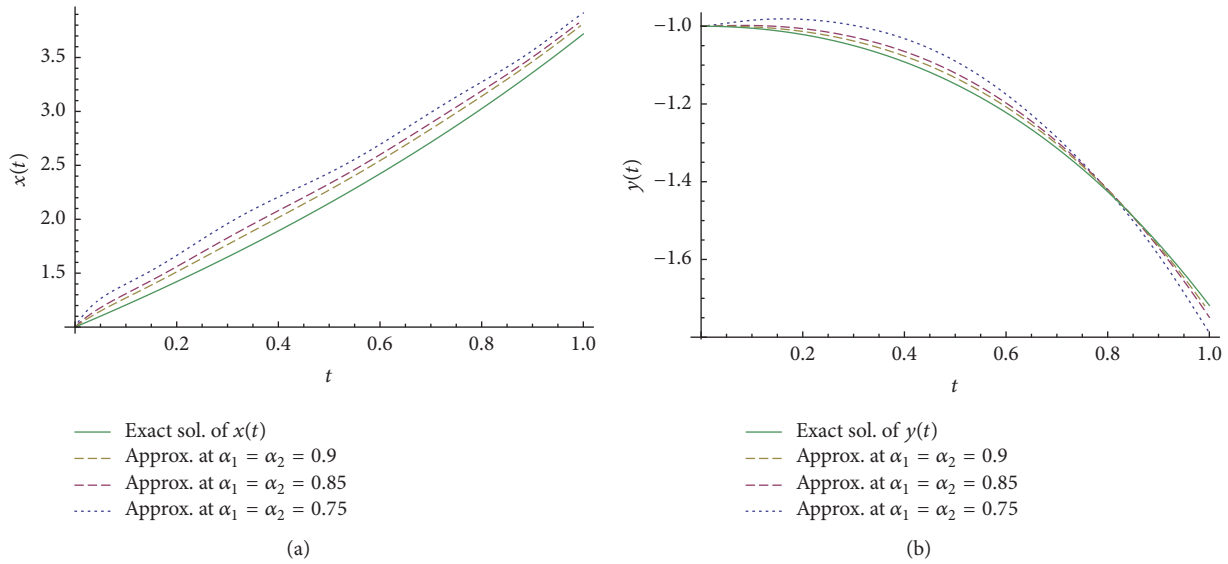 3.5
3.0
2.5
2.0
1.5
x(t)
0.2 0.4 0.6 0.8 1.0
t
Exact sol. of x(t)
Approx. at α₁ = α₂ = 0.9
Approx. at α₁ = α₂ = 0.85
Approx. at α₁ = α₂ = 0.75
(a)
−1.0
−1.2
−1.4
−1.6
y(t)
0.2 0.4 0.6 0.8 1.0
t
Exact sol. of y(t)
Approx. at α₁ = α₂ = 0.9
Approx. at α₁ = α₂ = 0.85
Approx. at α₁ = α₂ = 0.75
(b)